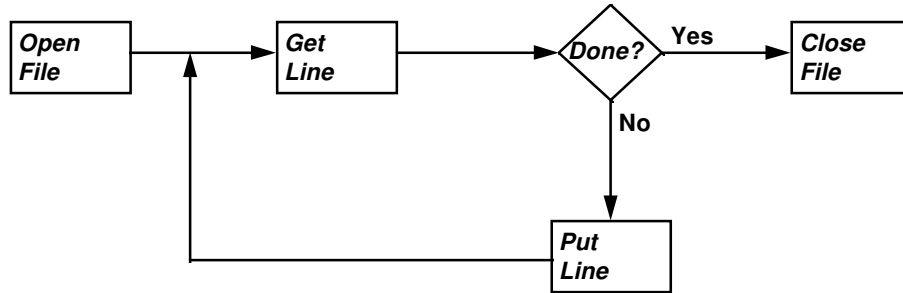 Open
File
Get
Line
Done?
Yes
Close
File
No
Put
Line